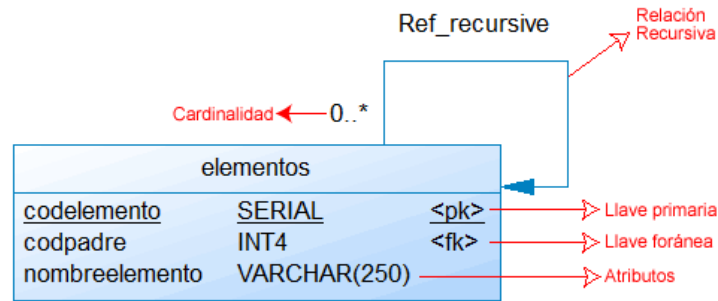 Ref_recursive
Relación
Recursiva
Cardinalidad
0..*
elementos
codelemento SERIAL <pk>
Llave primaria
codpadre INT4 <fk>
Llave foránea
nombreelemento VARCHAR(250)
Atributos